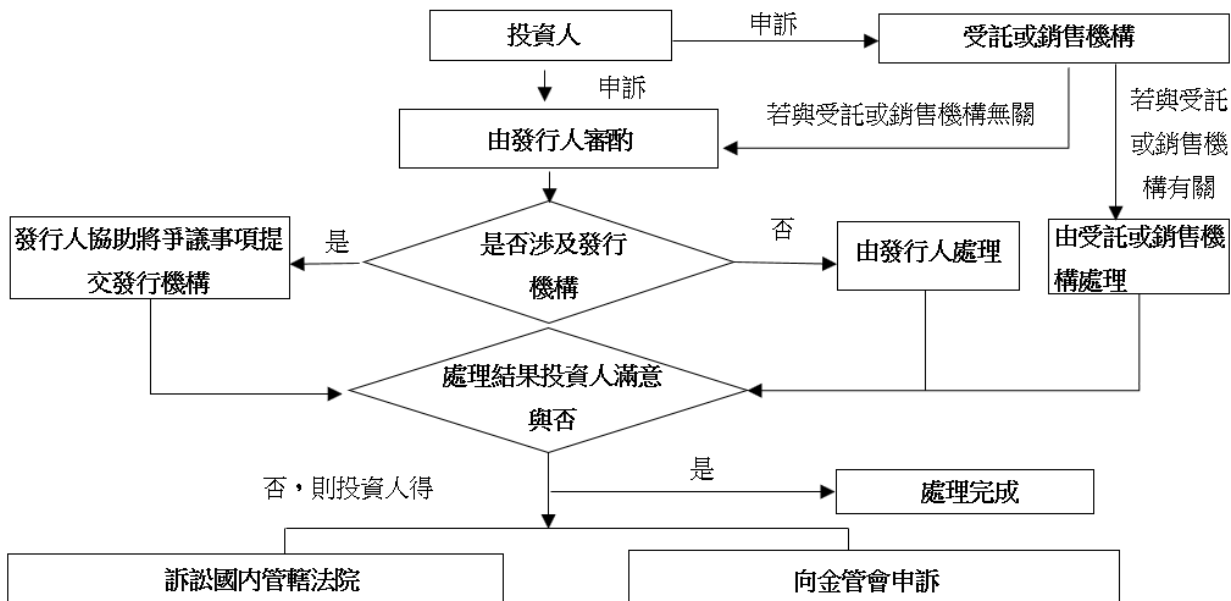 投資人
申訴
受託或銷售機構
申訴
若與受託或銷售機構無關
若與受託
或銷售機
構有關
由發行人審酌
發行人協助將爭議事項提
交發行機構
是
是否涉及發行
機構
否
由發行人處理
由受託或銷售機
構處理
處理結果投資人滿意
與否
否，則投資人得
是
處理完成
訴訟國內管轄法院
向金管會申訴